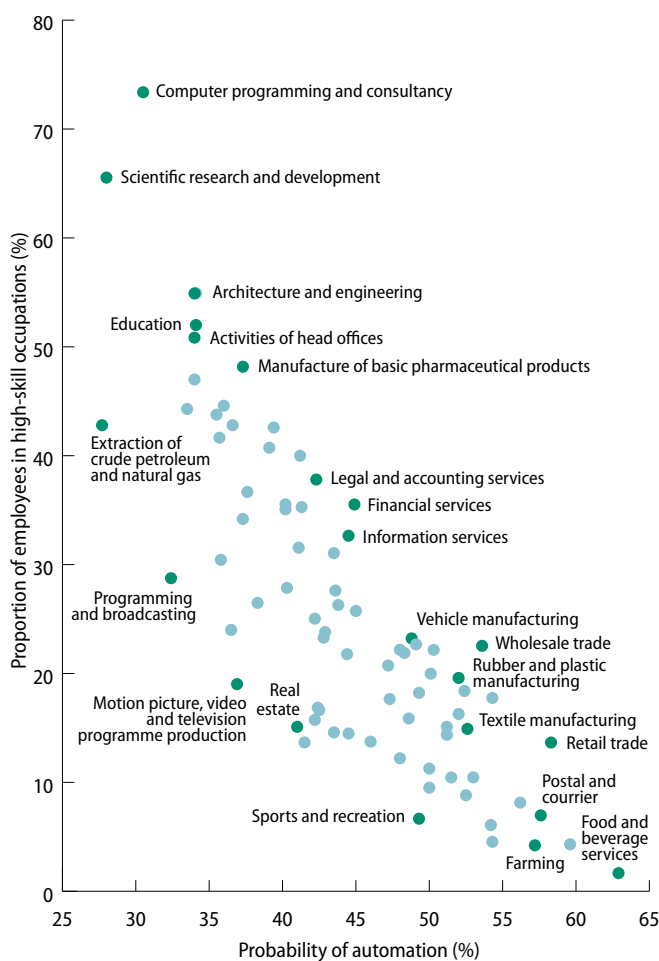 80
70
60
50
40
30
20
10
0
Proportion of employees in high-skill occupations (%)
Computer programming and consultancy
Scientific research and development
Architecture and engineering
Education
Activities of head offices
Manufacture of basic pharmaceutical products
Extraction of
crude petroleum
and natural gas
Legal and accounting services
Financial services
Information services
Programming
and broadcasting
Vehicle manufacturing
Wholesale trade
Rubber and plastic
manufacturing
Motion picture, video
and television
programme production
Real
estate
Textile manufacturing
Retail trade
Sports and recreation
Postal and
courrier
Food and
beverage
services
Farming
25
30
35
40
45
50
55
60
65
Probability of automation (%)